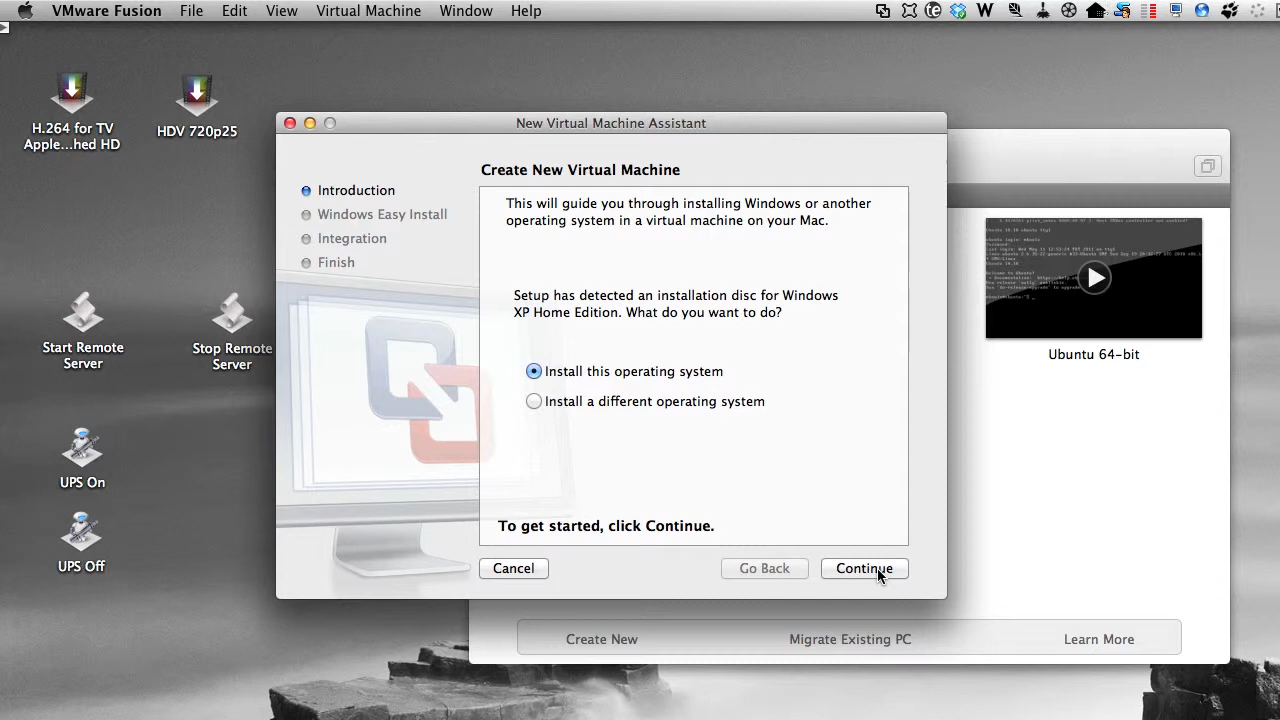 VMware Fusion File Edit View Virtual Machine Window Help
H.264 for TV
Apple...hed HD
HDV 720p25
Start Remote
Server
Stop Remote
Server
UPS On
UPS Off
New Virtual Machine Assistant
Introduction
Windows Easy Install
Integration
Finish
Create New Virtual Machine
This will guide you through installing Windows or another
operating system in a virtual machine on your Mac.
Setup has detected an installation disc for Windows
XP Home Edition. What do you want to do?
Install this operating system
Install a different operating system
To get started, click Continue.
Cancel Go Back Continue
Ubuntu 64-bit
Create New Migrate Existing PC Learn More